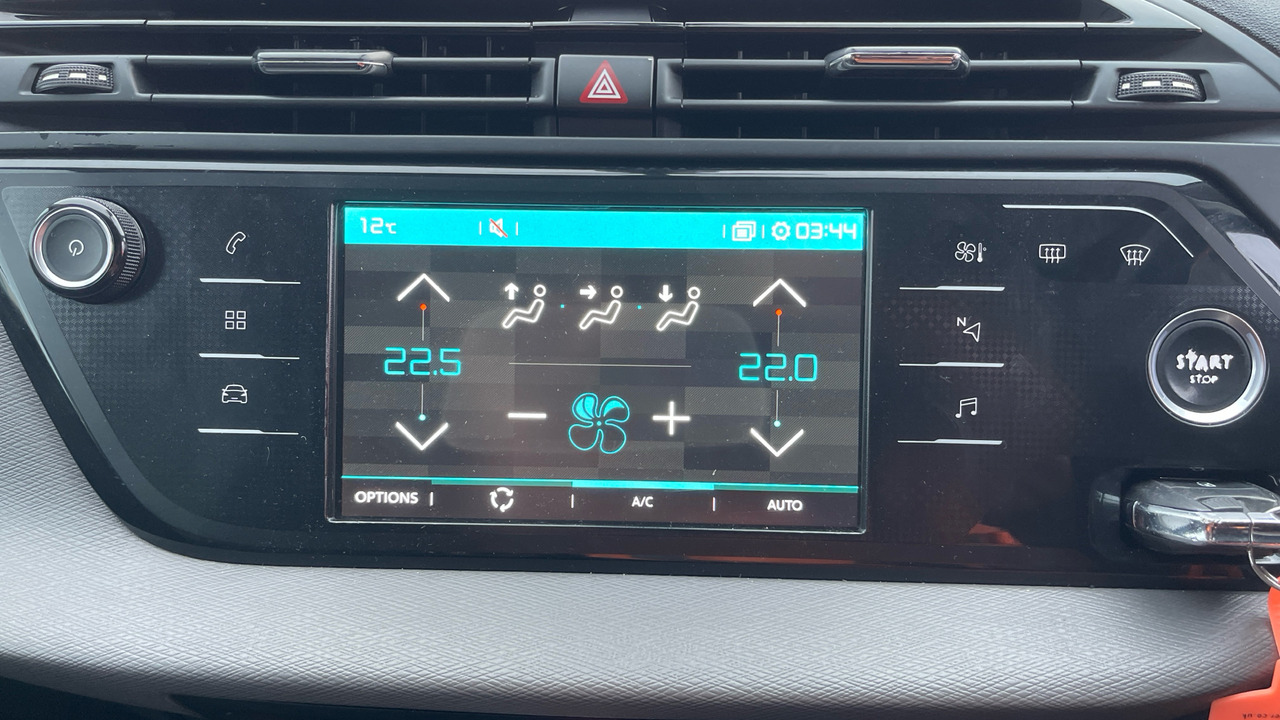 12°C
03:44
22.5
22.0
OPTIONS
A/C
AUTO
N
START
STOP